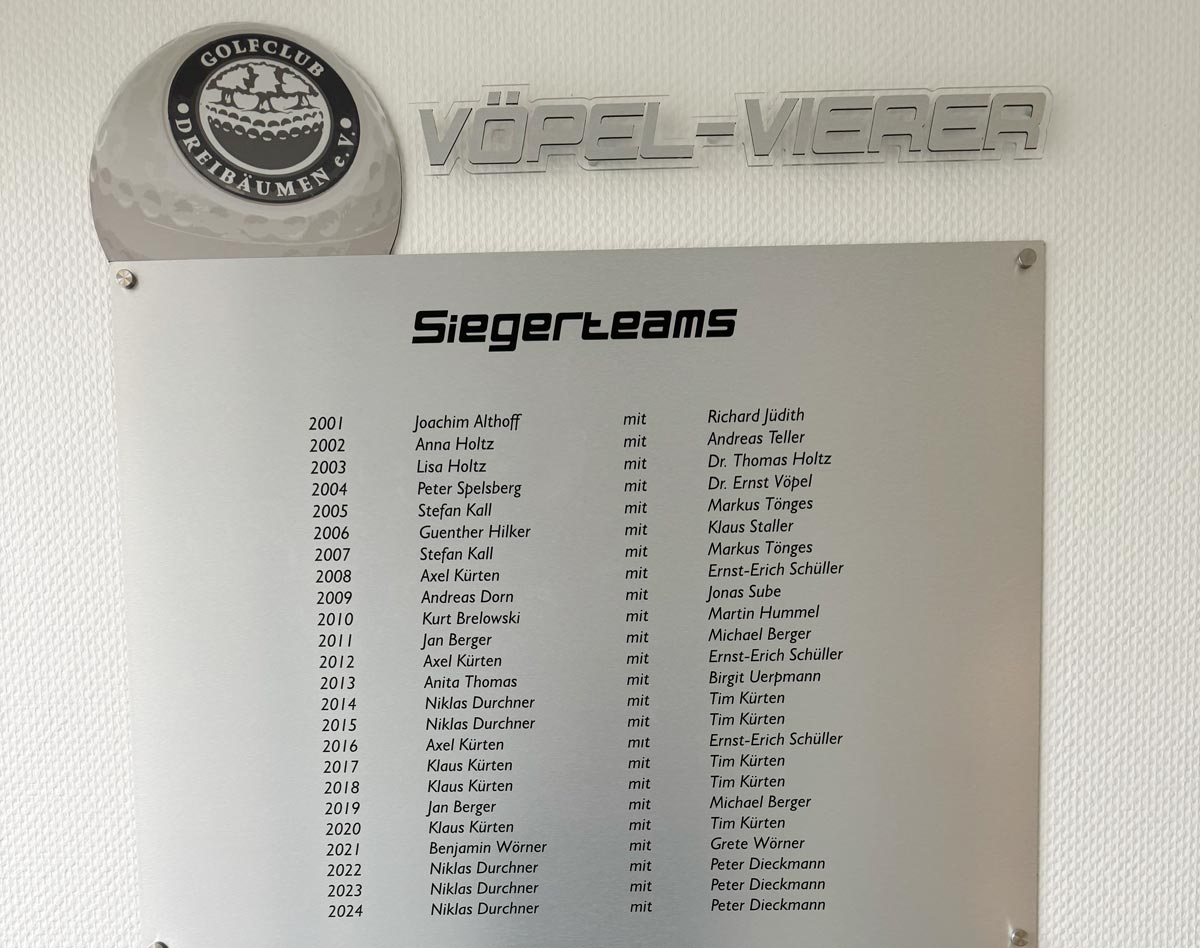 GOLFCLUB
DREIBÄUMEN e.V.
VÖPEL-VIERER
Siegerteams
2001 Joachim Althoff mit Richard Jüdith
2002 Anna Holtz mit Andreas Teller
2003 Lisa Holtz mit Dr. Thomas Holtz
2004 Peter Spelsberg mit Dr. Ernst Vöpel
2005 Stefan Kall mit Markus Tönges
2006 Guenther Hilker mit Klaus Staller
2007 Stefan Kall mit Markus Tönges
2008 Axel Kürten mit Ernst-Erich Schüller
2009 Andreas Dorn mit Jonas Sube
2010 Kurt Brelowski mit Martin Hummel
2011 Jan Berger mit Michael Berger
2012 Axel Kürten mit Ernst-Erich Schüller
2013 Anita Thomas mit Birgit Uerpmann
2014 Niklas Durchner mit Tim Kürten
2015 Niklas Durchner mit Tim Kürten
2016 Axel Kürten mit Ernst-Erich Schüller
2017 Klaus Kürten mit Tim Kürten
2018 Klaus Kürten mit Tim Kürten
2019 Jan Berger mit Michael Berger
2020 Klaus Kürten mit Tim Kürten
2021 Benjamin Wörner mit Grete Wörner
2022 Niklas Durchner mit Peter Dieckmann
2023 Niklas Durchner mit Peter Dieckmann
2024 Niklas Durchner mit Peter Dieckmann